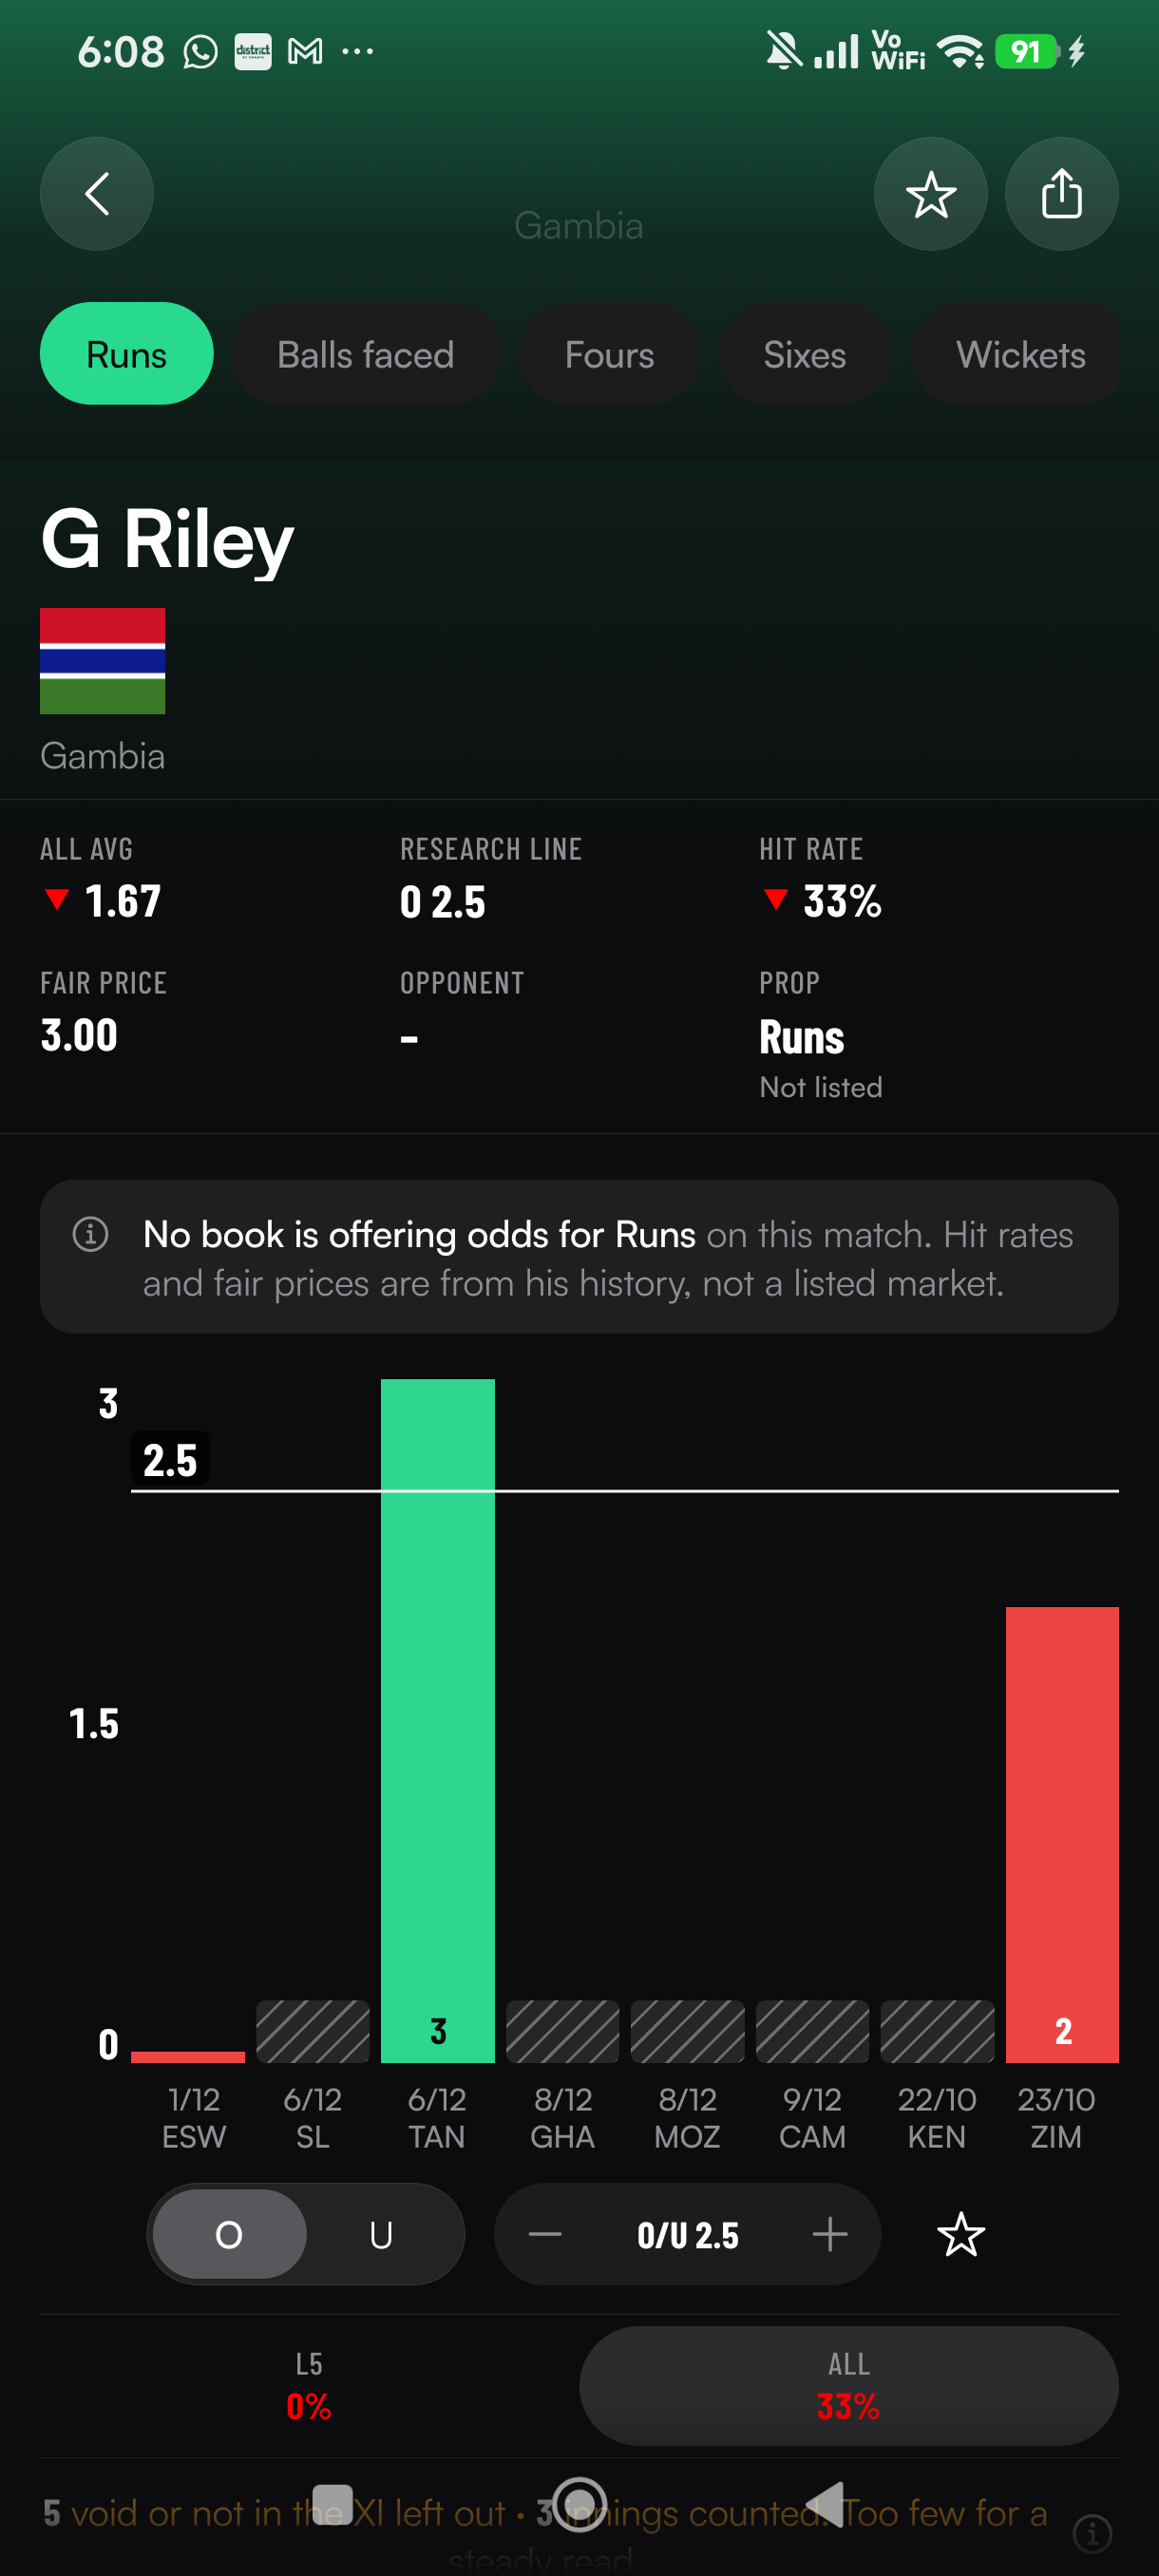 6:08 district Vo WiFi 91
Gambia
Runs Balls faced Fours Sixes Wickets
G Riley
Gambia
ALL AVG RESEARCH LINE HIT RATE
1.67 O 2.5 33%
FAIR PRICE OPPONENT PROP
3.00 - Runs
Not listed
No book is offering odds for Runs on this match. Hit rates
and fair prices are from his history, not a listed market.
3
2.5
1.5
0 3 2
1/12 6/12 6/12 8/12 8/12 9/12 22/10 23/10
ESW SL TAN GHA MOZ CAM KEN ZIM
O U O/U 2.5
L5 ALL
0% 33%
5 void or not in the XI left out · 3 innings counted. Too few for a
steady read.